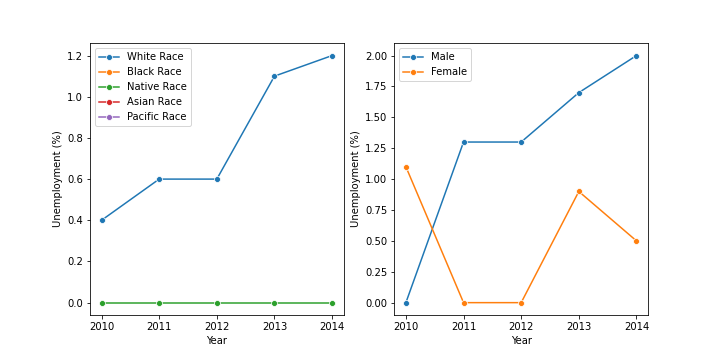 White Race
Black Race
Native Race
Asian Race
Pacific Race
1.2
1.0
0.8
0.6
0.4
0.2
0.0
Unemployment (%)
2010 2011 2012 2013 2014
Year
Male
Female
2.00
1.75
1.50
1.25
1.00
0.75
0.50
0.25
0.00
Unemployment (%)
2010 2011 2012 2013 2014
Year